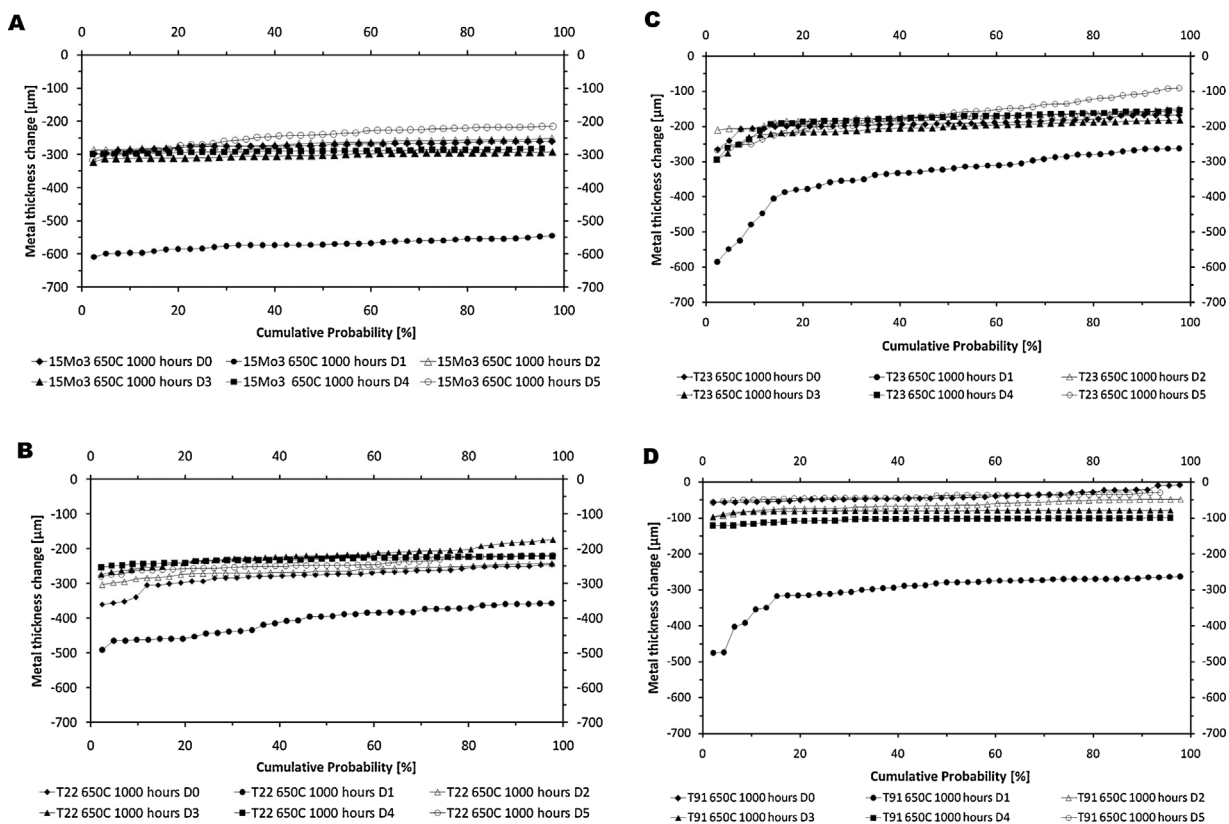 A
0 20 40 60 80 100
0 0
-100 -100
-200 -200
-300 -300
-400 -400
-500 -500
-600 -600
-700 -700
0 20 40 60 80 100
Metal thickness change [µm]
Cumulative Probability [%]
15Mo3 650C 1000 hours D0 15Mo3 650C 1000 hours D1 15Mo3 650C 1000 hours D2
15Mo3 650C 1000 hours D3 15Mo3 650C 1000 hours D4 15Mo3 650C 1000 hours D5
C
0 20 40 60 80 100
0 0
-100 -100
-200 -200
-300 -300
-400 -400
-500 -500
-600 -600
-700 -700
0 20 40 60 80 100
Metal thickness change [µm]
Cumulative Probability [%]
T23 650C 1000 hours D0 T23 650C 1000 hours D1 T23 650C 1000 hours D2
T23 650C 1000 hours D3 T23 650C 1000 hours D4 T23 650C 1000 hours D5
B
0 20 40 60 80 100
0 0
-100 -100
-200 -200
-300 -300
-400 -400
-500 -500
-600 -600
-700 -700
0 20 40 60 80 100
Metal thickness change [µm]
Cumulative Probability [%]
T22 650C 1000 hours D0 T22 650C 1000 hours D1 T22 650C 1000 hours D2
T22 650C 1000 hours D3 T22 650C 1000 hours D4 T22 650C 1000 hours D5
D
0 20 40 60 80 100
0 0
-100 -100
-200 -200
-300 -300
-400 -400
-500 -500
-600 -600
-700 -700
0 20 40 60 80 100
Metal thickness change [µm]
Cumulative Probability [%]
T91 650C 1000 hours D0 T91 650C 1000 hours D1 T91 650C 1000 hours D2
T91 650C 1000 hours D3 T91 650C 1000 hours D4 T91 650C 1000 hours D5